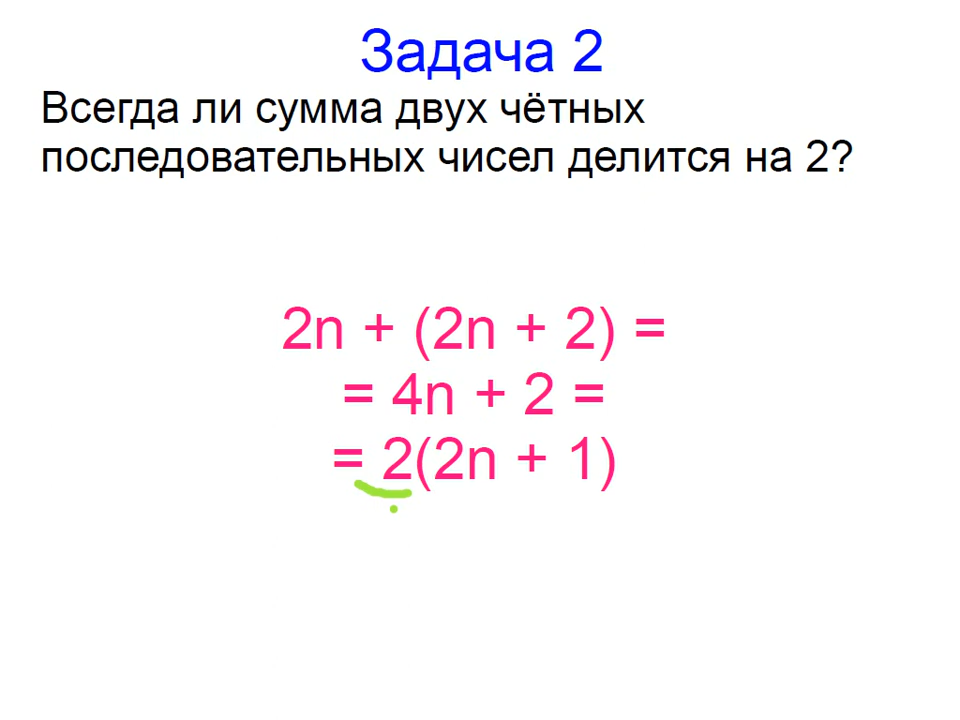 Задача 2
Всегда ли сумма двух чётных
последовательных чисел делится на 2?
2n + (2n + 2) =
= 4n + 2 =
= 2(2n + 1)